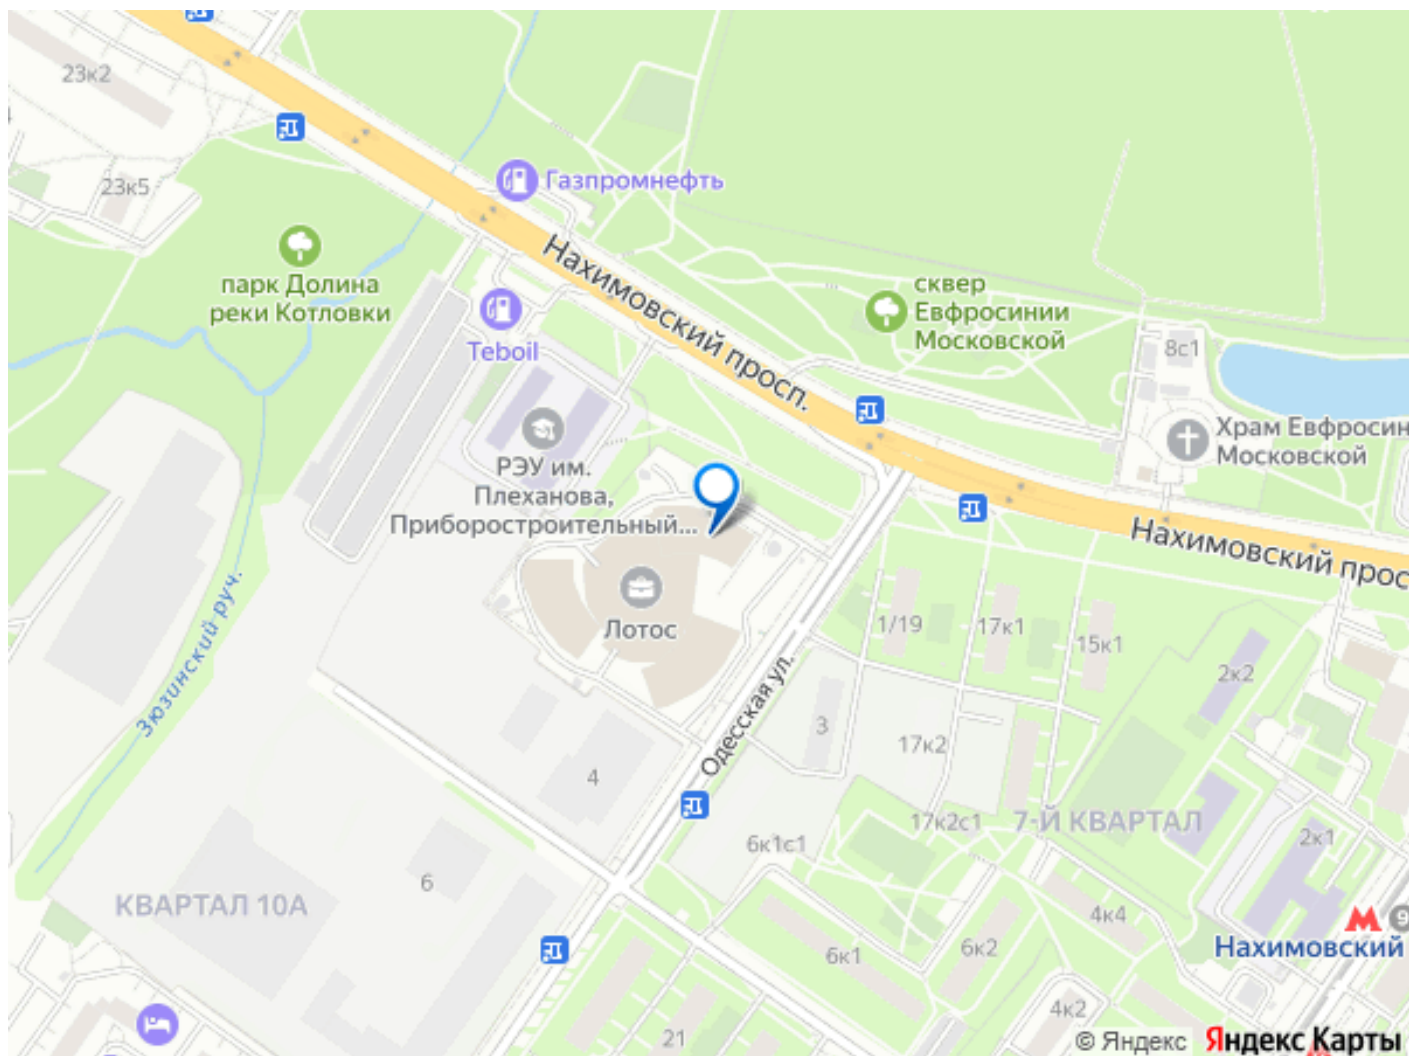 23к2
23к5
Газпромнефть
парк Долина
реки Котловки
Teboil
Нахимовский просп.
сквер
Евфросинии
Московской
8с1
Храм Евфросин
Московской
РЭУ им.
Плеханова,
Приборостроительный...
Нахимовский прос
Лотос
Зюзинский руч.
Одесская ул.
1/19
17к1
15к1
2к2
3
17к2
4
17к2с1
7-Й КВАРТАЛ
2к1
6к1с1
6
КВАРТАЛ 10А
4к4
9
Нахимовский
6к1
6к2
4к2
21
© Яндекс
Яндекс Карты